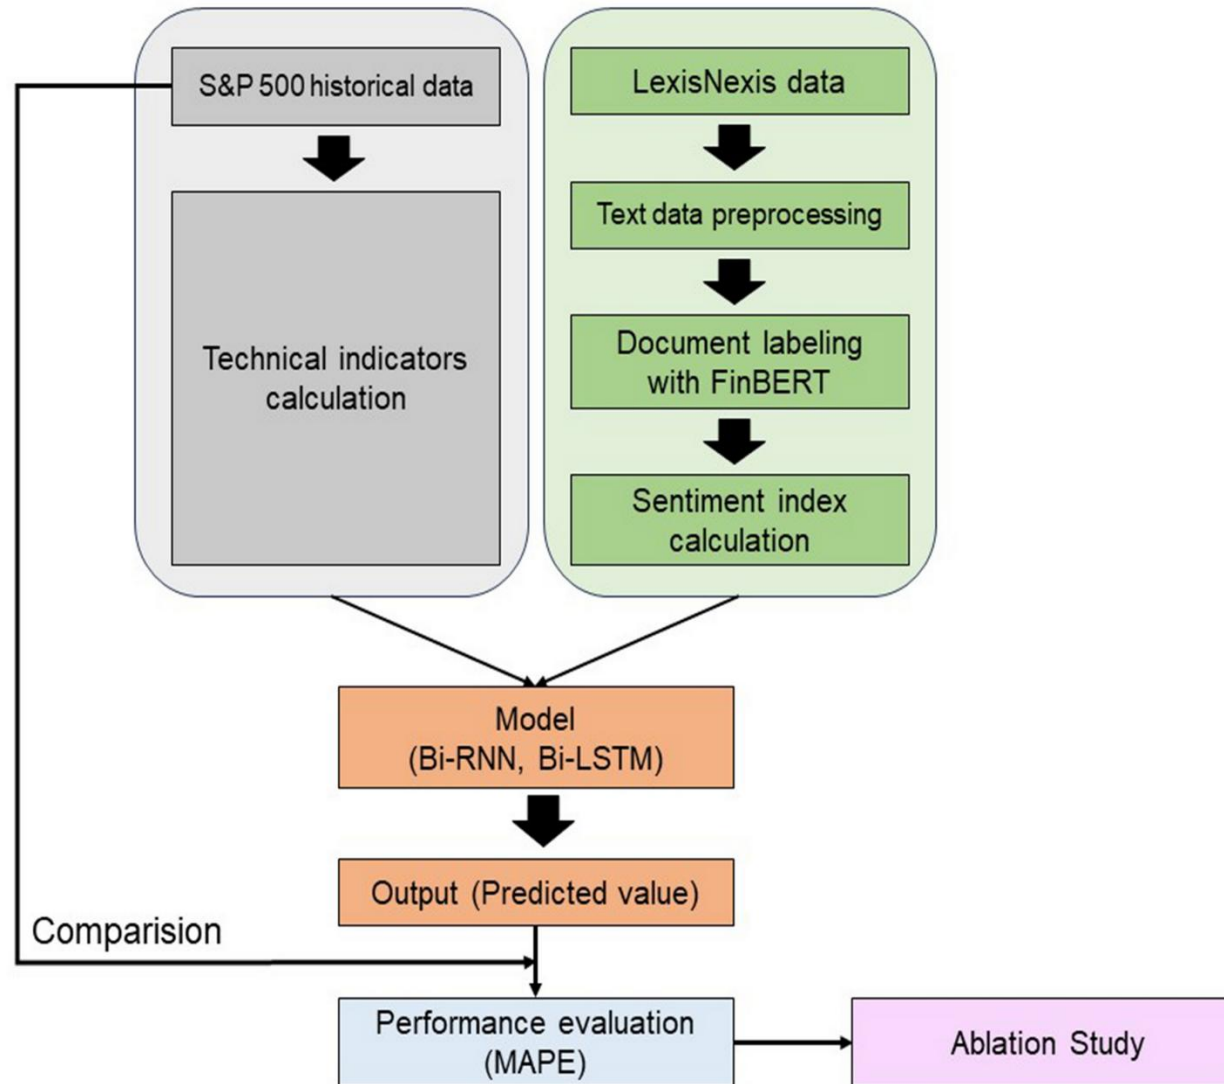 S&P 500 historical data
Technical indicators
calculation
LexisNexis data
Text data preprocessing
Document labeling
with FinBERT
Sentiment index
calculation
Model
(Bi-RNN, Bi-LSTM)
Output (Predicted value)
Comparision
Performance evaluation
(MAPE)
Ablation Study